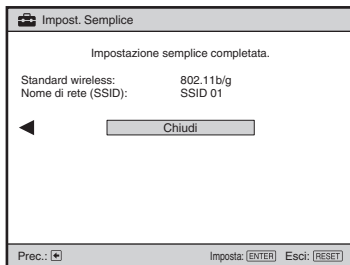 Impost. Semplice
Impostazione semplice completata.
Standard wireless: 802.11b/g
Nome di rete (SSID): SSID 01
Chiudi
Prec.: Imposta: ENTER Esci: RESET